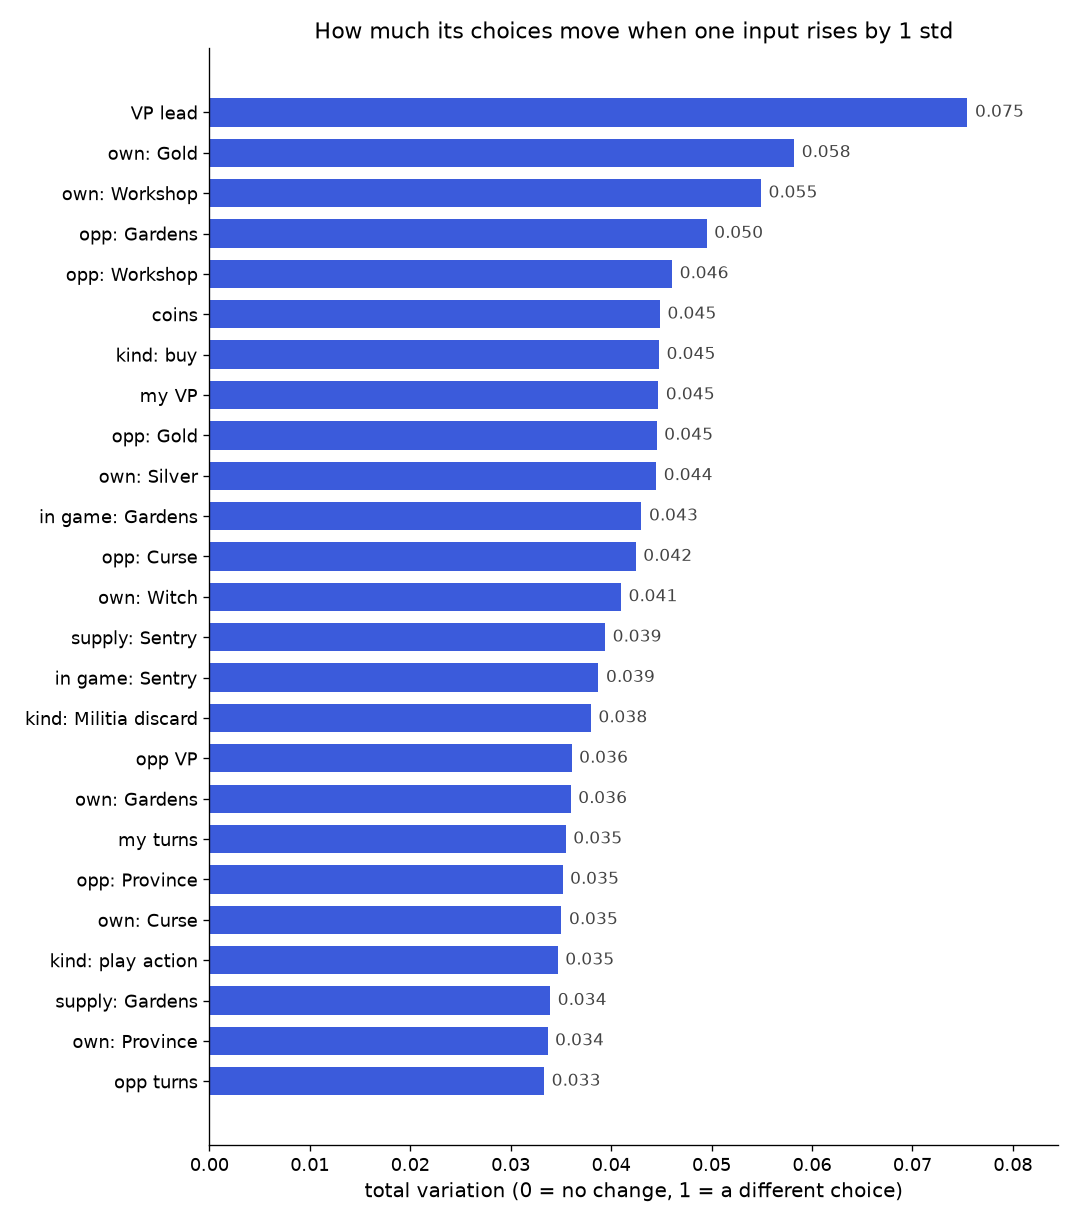 How much its choices move when one input rises by 1 std
VP lead 0.075
own: Gold 0.058
own: Workshop 0.055
opp: Gardens 0.050
opp: Workshop 0.046
coins 0.045
kind: buy 0.045
my VP 0.045
opp: Gold 0.045
own: Silver 0.044
in game: Gardens 0.043
opp: Curse 0.042
own: Witch 0.041
supply: Sentry 0.039
in game: Sentry 0.039
kind: Militia discard 0.038
opp VP 0.036
own: Gardens 0.036
my turns 0.035
opp: Province 0.035
own: Curse 0.035
kind: play action 0.035
supply: Gardens 0.034
own: Province 0.034
opp turns 0.033
0.00 0.01 0.02 0.03 0.04 0.05 0.06 0.07 0.08
total variation (0 = no change, 1 = a different choice)